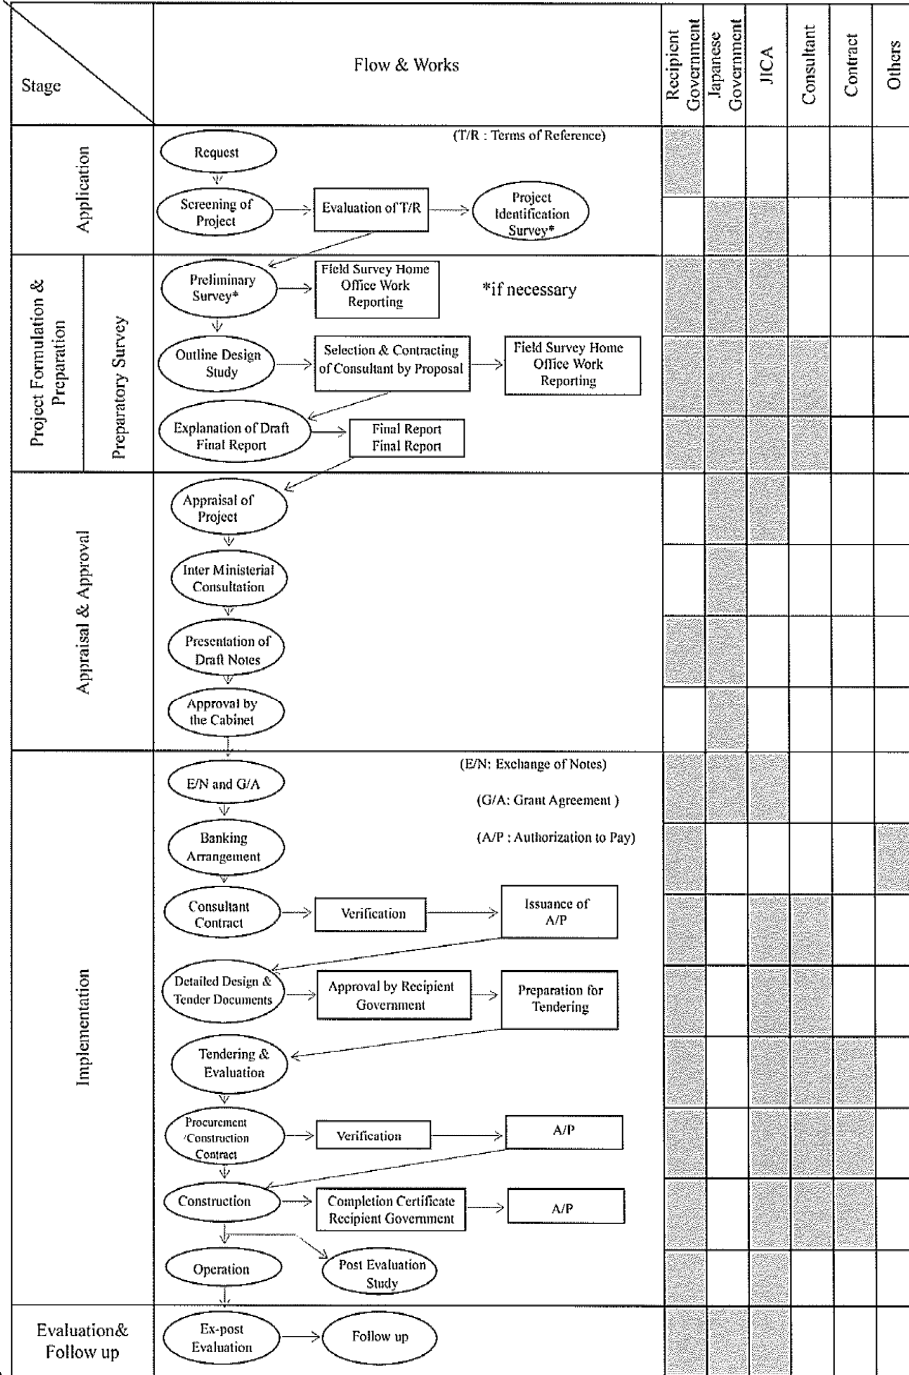 Stage
Flow & Works
Recipient
Government
Japanese
Government
JICA
Consultant
Contract
Others
Application
(T/R : Terms of Reference)
Request
Screening of
Project
Evaluation of T/R
Project
Identification
Survey*
Project Formulation &
Preparation
Preparatory Survey
Preliminary
Survey*
Field Survey Home
Office Work
Reporting
*if necessary
Outline Design
Study
Selection & Contracting
of Consultant by Proposal
Field Survey Home
Office Work
Reporting
Explanation of Draft
Final Report
Final Report
Final Report
Appraisal & Approval
Appraisal of
Project
Inter Ministerial
Consultation
Presentation of
Draft Notes
Approval by
the Cabinet
Implementation
(E/N: Exchange of Notes)
E/N and G/A
(G/A: Grant Agreement )
(A/P : Authorization to Pay)
Banking
Arrangement
Consultant
Contract
Verification
Issuance of
A/P
Detailed Design &
Tender Documents
Approval by Recipient
Government
Preparation for
Tendering
Tendering &
Evaluation
Procurement
/Construction
Contract
Verification
A/P
Construction
Completion Certificate
Recipient Government
A/P
Operation
Post Evaluation
Study
Evaluation&
Follow up
Ex-post
Evaluation
Follow up